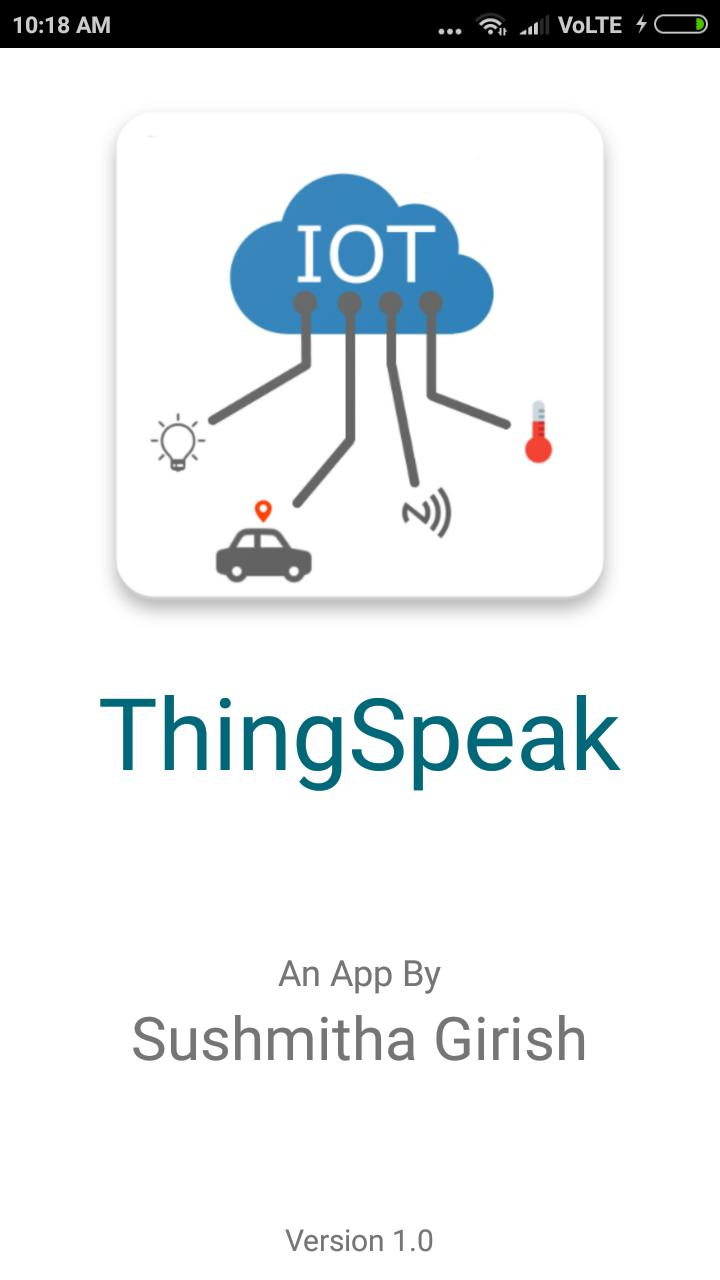 10:18 AM
VoLTE
IOT
ThingSpeak
An App By
Sushmitha Girish
Version 1.0